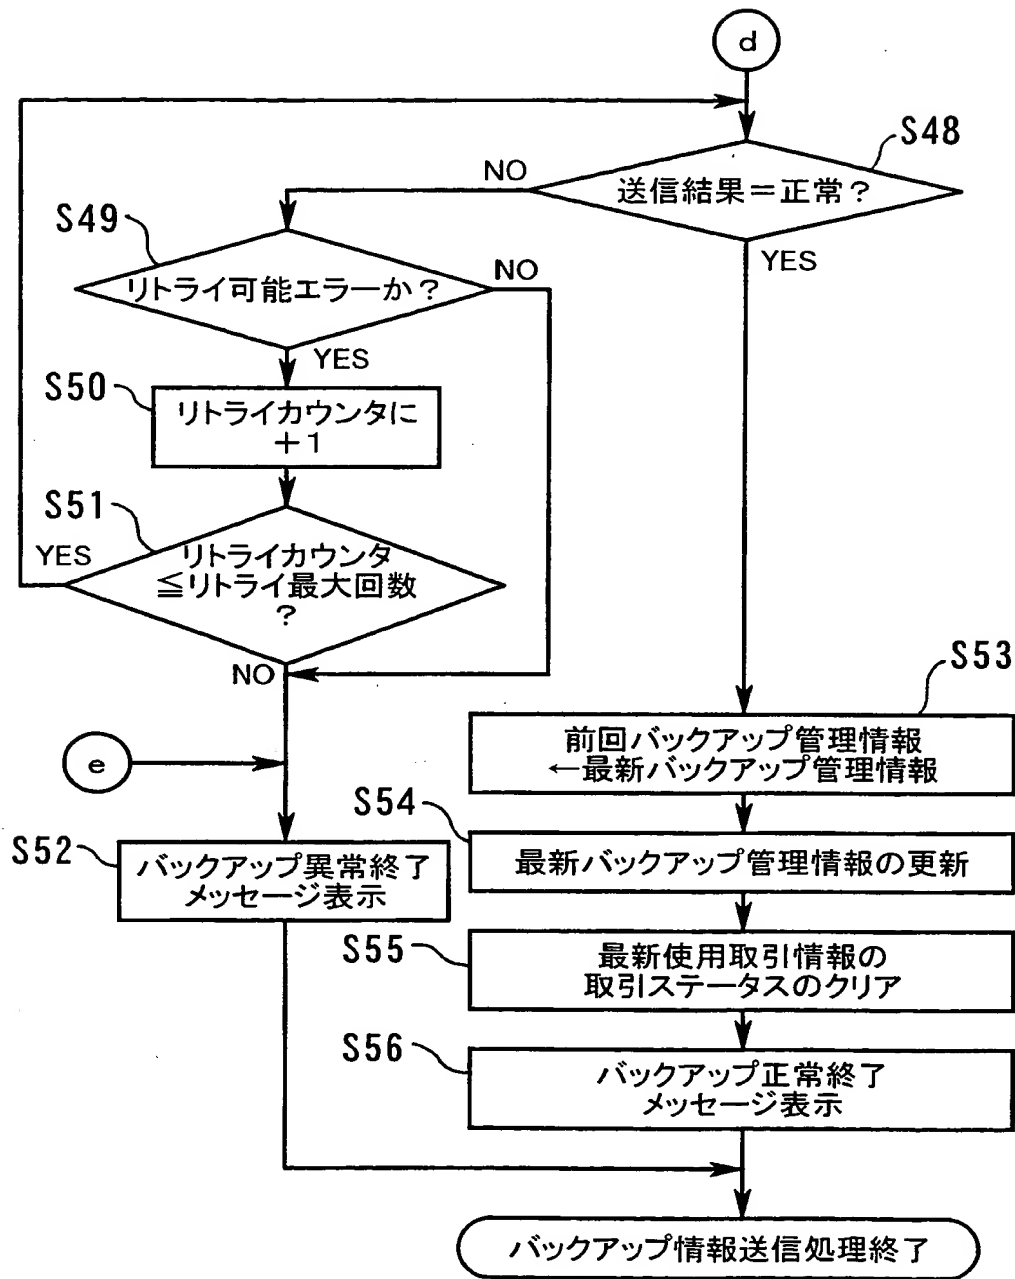 d
S48
NO
送信結果＝正常？
S49
YES
NO
リトライ可能エラーか？
YES
S50
リトライカウンタに
＋1
S51
YES
リトライカウンタ
≦リトライ最大回数
？
NO
S53
前回バックアップ管理情報
←最新バックアップ管理情報
e
S54
S52
最新バックアップ管理情報の更新
バックアップ異常終了
メッセージ表示
S55
最新使用取引情報の
取引ステータスのクリア
S56
バックアップ正常終了
メッセージ表示
バックアップ情報送信処理終了